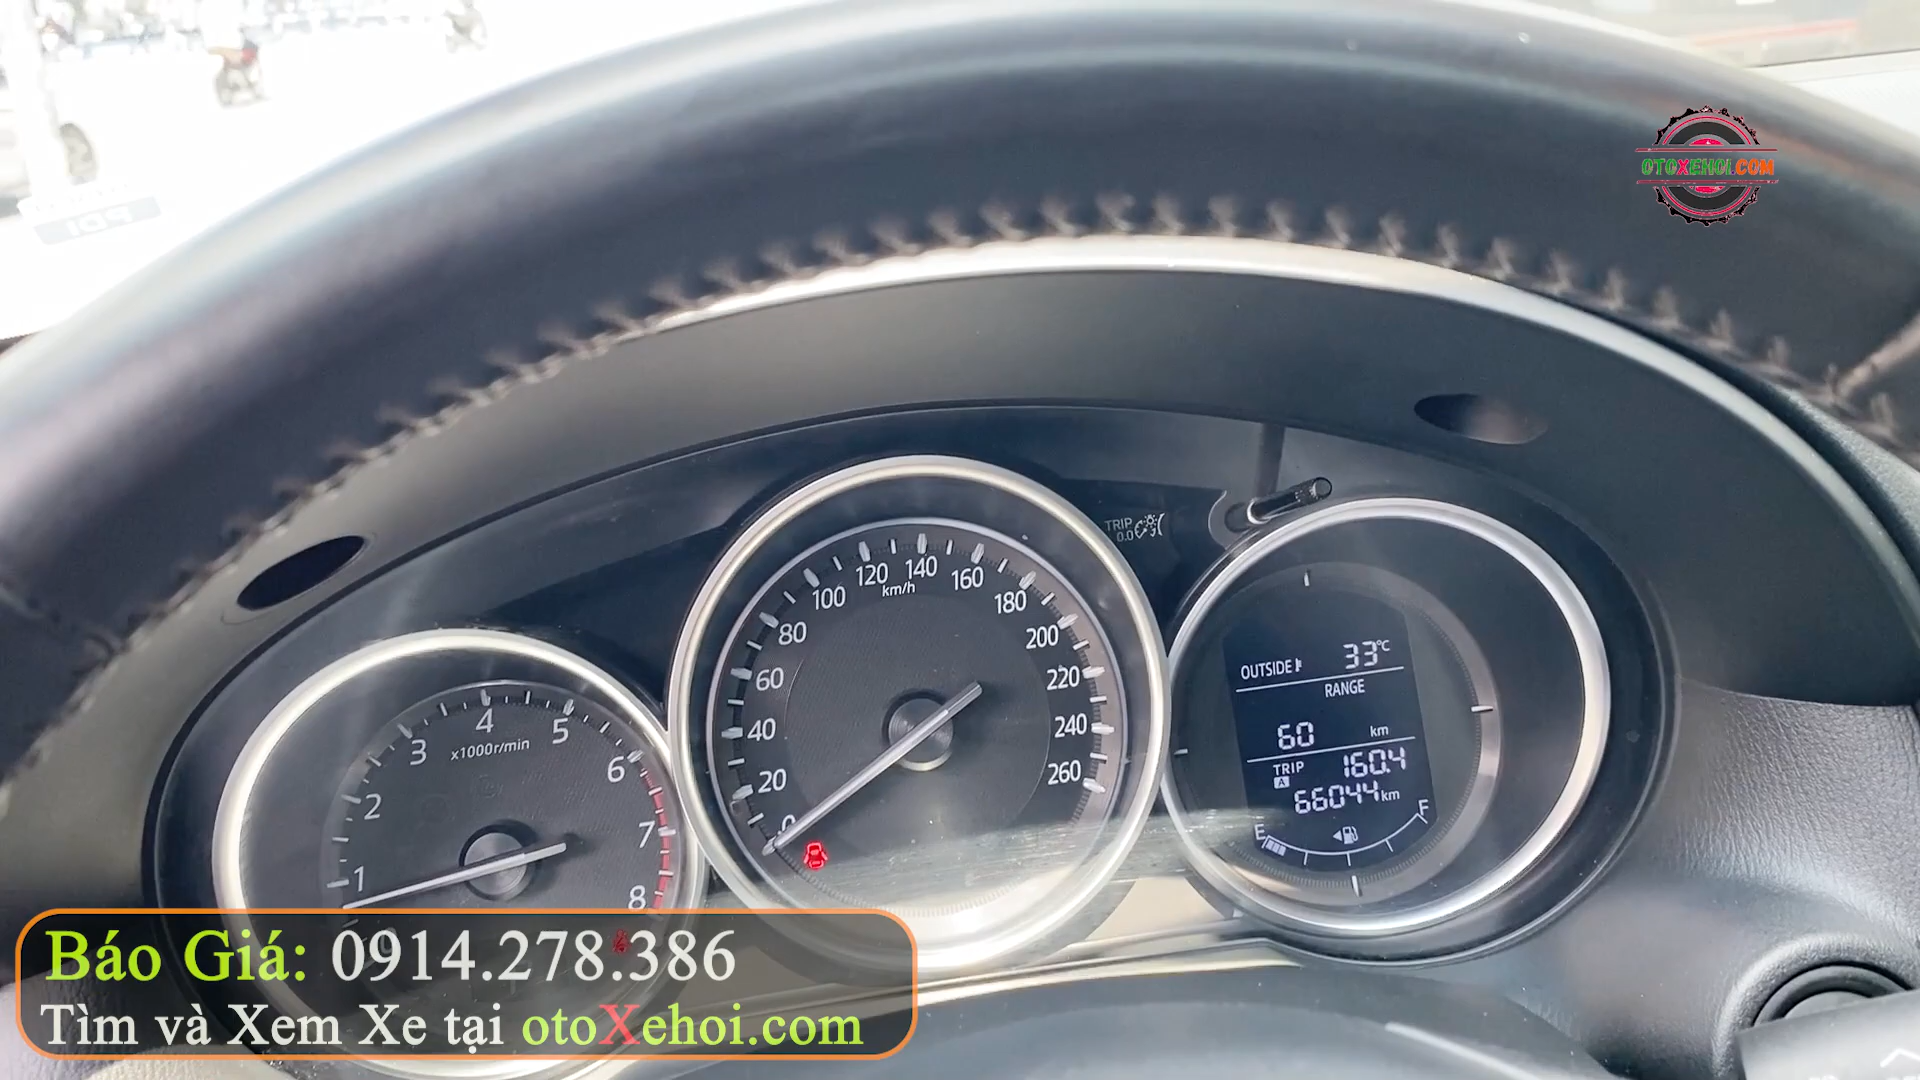 PDI
OTOXEHOI.COM
TRIP
0.0
120 140 160
km/h
100 180
80 200
60 220
40 240
20 260
0
4
3 5
x1000r/min
2 6
7
1 8
OUTSIDE 33°C
RANGE
60 km
TRIP A 160.4
66044 km
E F
Báo Giá: 0914.278.386
Tìm và Xem Xe tại otoXehoi.com